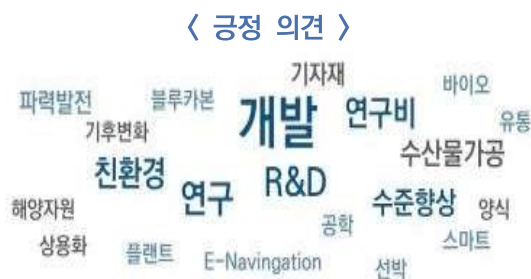 〈 긍정 의견 〉
기자재
바이오
파력발전 블루카본
개발 연구비
유통
기후변화
수산물가공
친환경
연구 R&D
수준향상 양식
해양자원
공학
스마트
상용화 플랜트 E-Navingation 선박